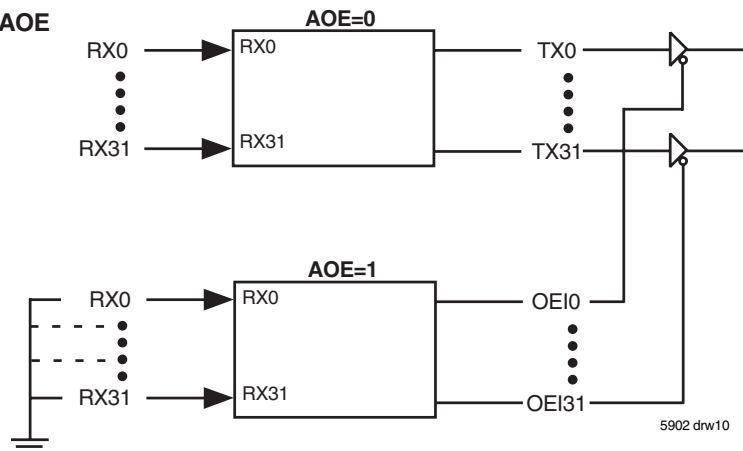 AOE
AOE=0
RX0 RX0 TX0
RX31 RX31 TX31
AOE=1
RX0 RX0 OEI0
RX31 RX31 OEI31
5902 drw10